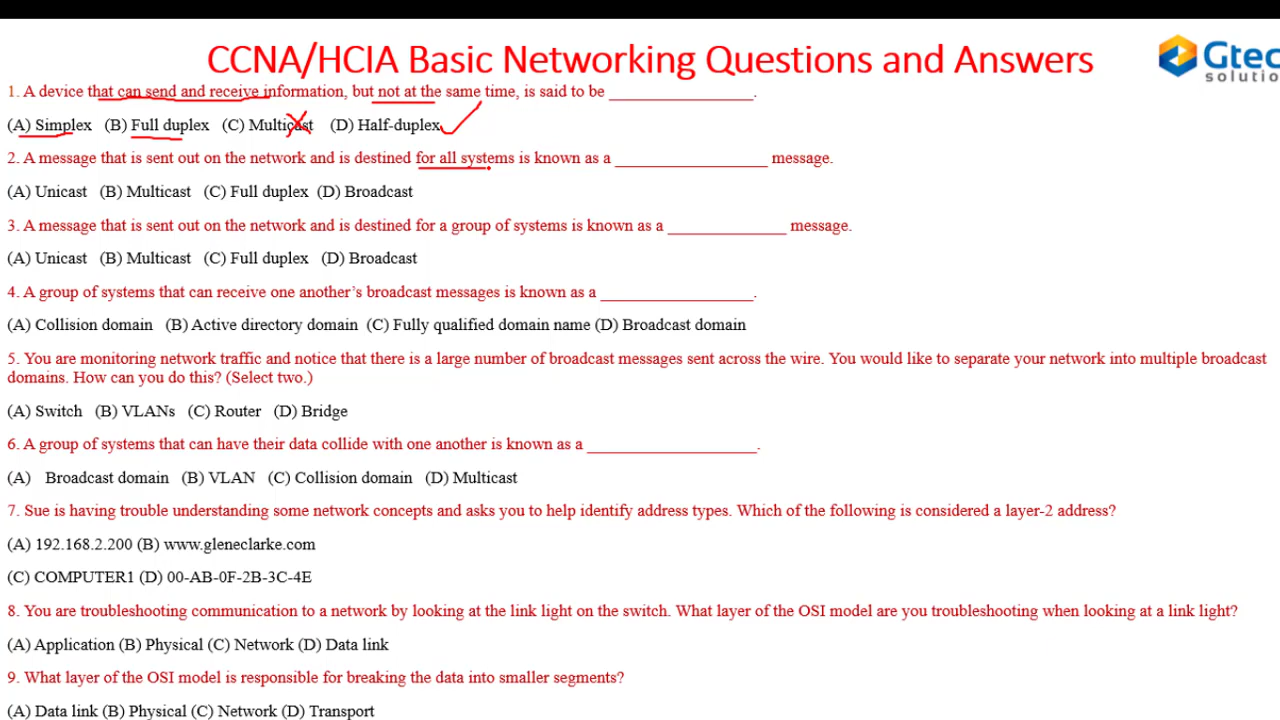 CCNA/HCIA Basic Networking Questions and Answers
Gtec
solutio
1. A device that can send and receive information, but not at the same time, is said to be _______________.
(A) Simplex (B) Full duplex (C) Multicast (D) Half-duplex
2. A message that is sent out on the network and is destined for all systems is known as a ________________ message.
(A) Unicast (B) Multicast (C) Full duplex (D) Broadcast
3. A message that is sent out on the network and is destined for a group of systems is known as a ____________ message.
(A) Unicast (B) Multicast (C) Full duplex (D) Broadcast
4. A group of systems that can receive one another’s broadcast messages is known as a ________________.
(A) Collision domain (B) Active directory domain (C) Fully qualified domain name (D) Broadcast domain
5. You are monitoring network traffic and notice that there is a large number of broadcast messages sent across the wire. You would like to separate your network into multiple broadcast
domains. How can you do this? (Select two.)
(A) Switch (B) VLANs (C) Router (D) Bridge
6. A group of systems that can have their data collide with one another is known as a __________________.
(A) Broadcast domain (B) VLAN (C) Collision domain (D) Multicast
7. Sue is having trouble understanding some network concepts and asks you to help identify address types. Which of the following is considered a layer-2 address?
(A) 192.168.2.200 (B) www.gleneclarke.com
(C) COMPUTER1 (D) 00-AB-0F-2B-3C-4E
8. You are troubleshooting communication to a network by looking at the link light on the switch. What layer of the OSI model are you troubleshooting when looking at a link light?
(A) Application (B) Physical (C) Network (D) Data link
9. What layer of the OSI model is responsible for breaking the data into smaller segments?
(A) Data link (B) Physical (C) Network (D) Transport